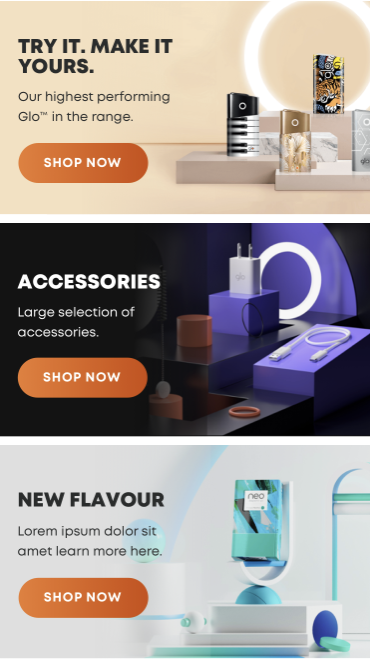 TRY IT. MAKE IT
YOURS.
Our highest performing
Glo™ in the range.
SHOP NOW
glo
ACCESSORIES
Large selection of
accessories.
SHOP NOW
NEW FLAVOUR
Lorem ipsum dolor sit
amet learn more here.
neo
SHOP NOW